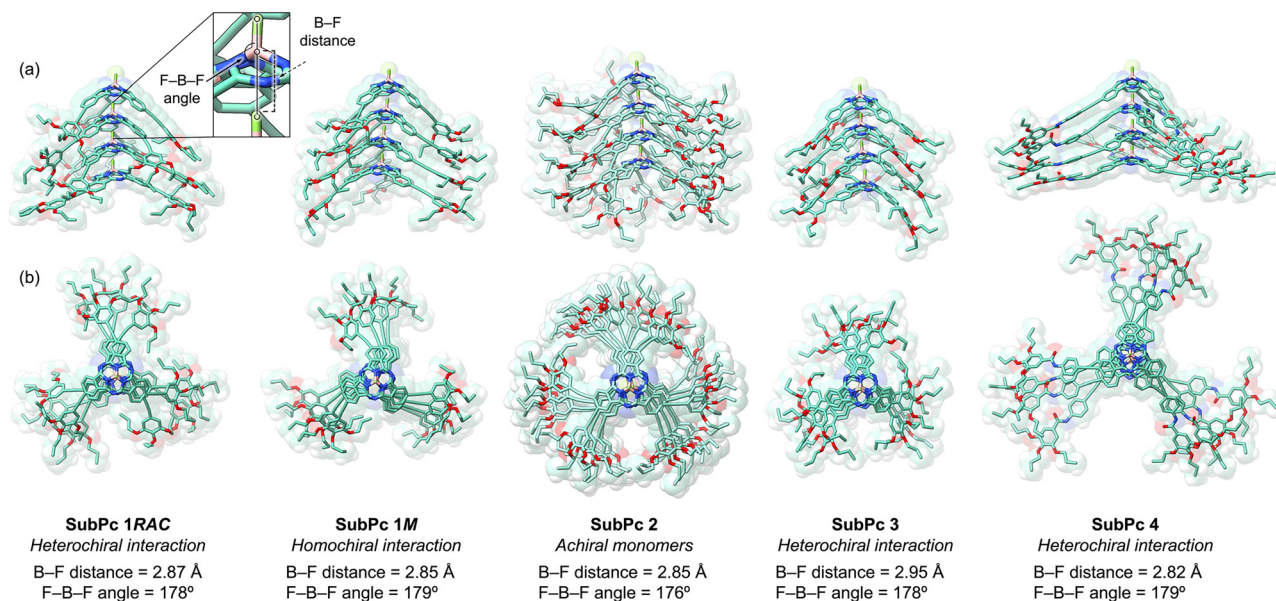 B–F
distance
(a)
F–B–F
angle
(b)
SubPc 1RAC
Heterochiral interaction
B–F distance = 2.87 Å
F–B–F angle = 178º
SubPc 1M
Homochiral interaction
B–F distance = 2.85 Å
F–B–F angle = 179º
SubPc 2
Achiral monomers
B–F distance = 2.85 Å
F–B–F angle = 176º
SubPc 3
Heterochiral interaction
B–F distance = 2.95 Å
F–B–F angle = 178º
SubPc 4
Heterochiral interaction
B–F distance = 2.82 Å
F–B–F angle = 179º